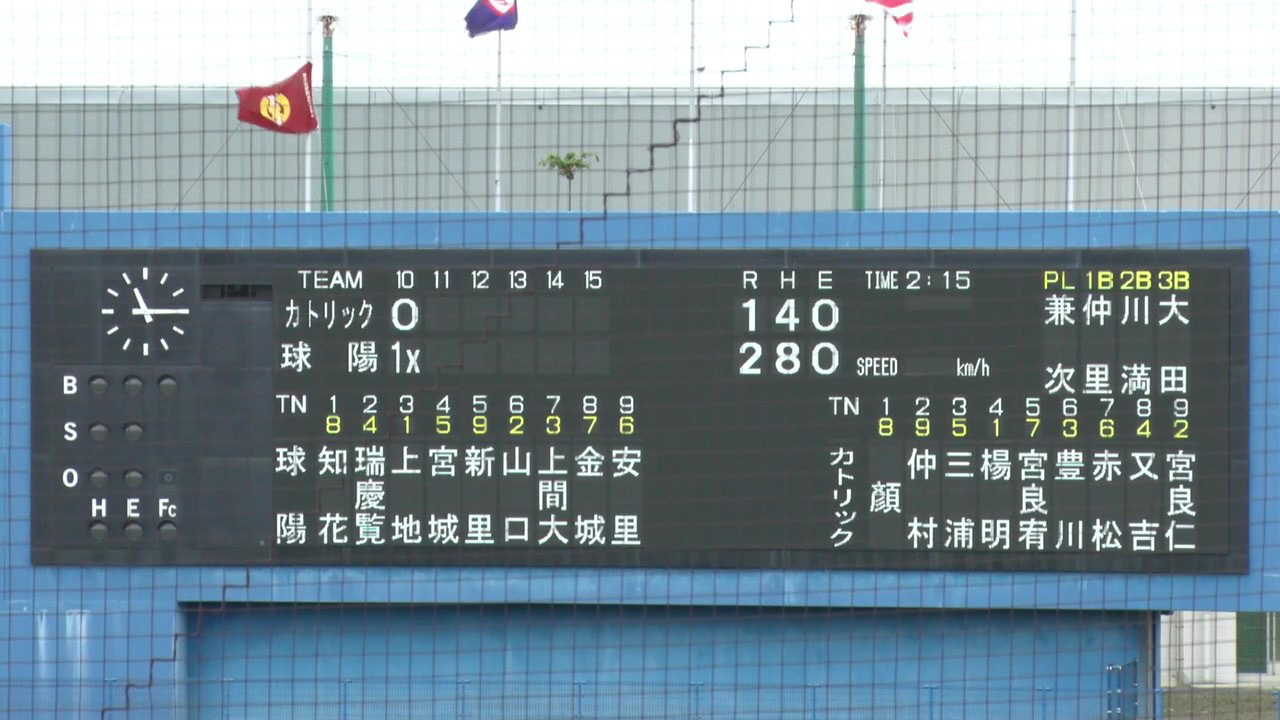 TEAM 10 11 12 13 14 15 R H E TIME 2:15 PL 1B 2B 3B
カトリック 0 1 4 0 兼次 仲里 川満 大田
球陽 1x 2 8 0 SPEED km/h
B
S
O
H E Fc
TN 1 2 3 4 5 6 7 8 9
8 4 1 5 9 2 3 7 6
球陽 知花 瑞慶覧 上地 宮城 新里 山口 上間大 金城 安里
TN 1 2 3 4 5 6 7 8 9
8 9 5 1 7 3 6 4 2
カトリック 顏 仲村 三浦 楊明 宮良宥 豊川 赤松 又吉 宮良仁